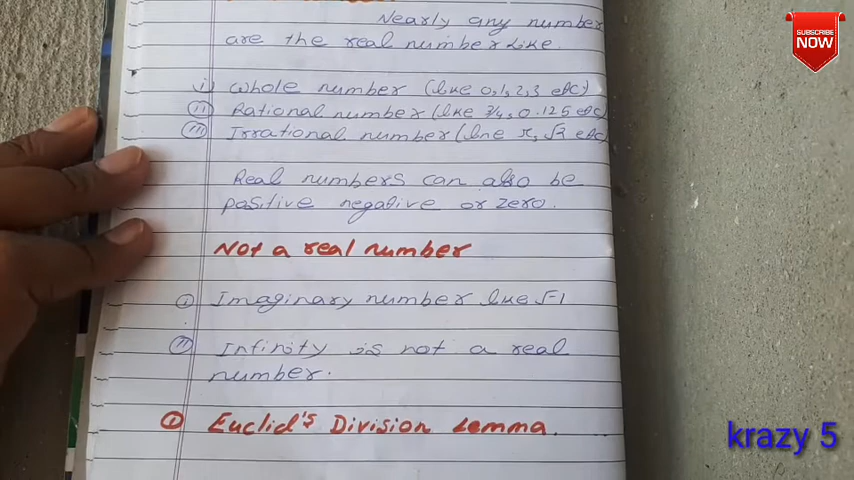 Nearly any number
are the real number Like
i) Whole number (like 0,1,2,3 etc)
(ii) Rational number (like 3/4, 0.125 etc)
(iii) Irrational number (like π, √2 etc)
Real numbers can also be
positive negative or zero.
Not a real number
(i) Imaginary number like √-1
(ii) Infinity is not a real
number.
(1) Euclid's Division Lemma.
SUBSCRIBE
NOW
krazy 5